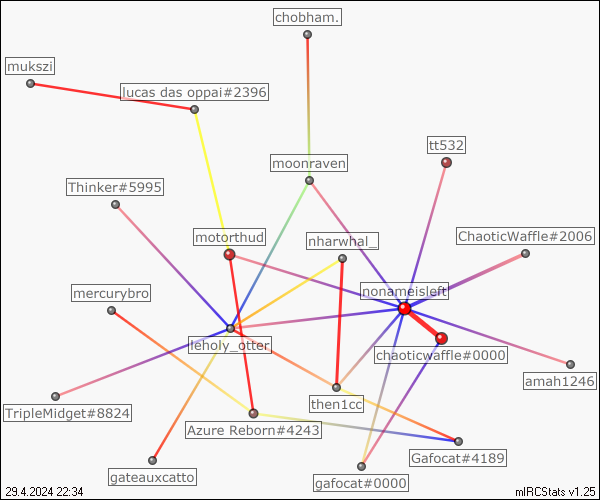 chobham.
mukszi
lucas das oppai#2396
tt532
moonraven
Thinker#5995
motorthud
nharwhal_
ChaoticWaffle#2006
mercurybro
nonameisleft
leholy_otter
chaoticwaffle#0000
amah1246
then1cc
TripleMidget#8824
Azure Reborn#4243
Gafocat#4189
gateauxcatto
gafocat#0000
29.4.2024 22:34
mIRCStats v1.25